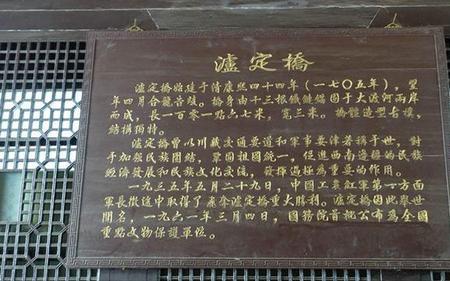 瀘定橋
瀘定橋始建于清康熙四十四年（一七〇五年），翌
年四月合龍告竣。橋身由十三根鐵鏈錨固于大渡河兩岸
而成，長一百零一點六七米，寬三米。橋體造型古樸，
結構獨特。
瀘定橋曾以川藏交通要道和軍事要津著稱于世，對
于加強民族團結，鞏固祖國統一，促進西南邊疆的民族
經濟發展和民族文化交流，發揮過極為重要的作用。
一九三五年五月二十九日，中國工農紅軍第一方面
軍長徵途中取得了飛奪瀘定橋重大勝利。瀘定橋因此舉世
聞名，一九六一年三月四日，國務院首批公布為全國
重點文物保護單位。